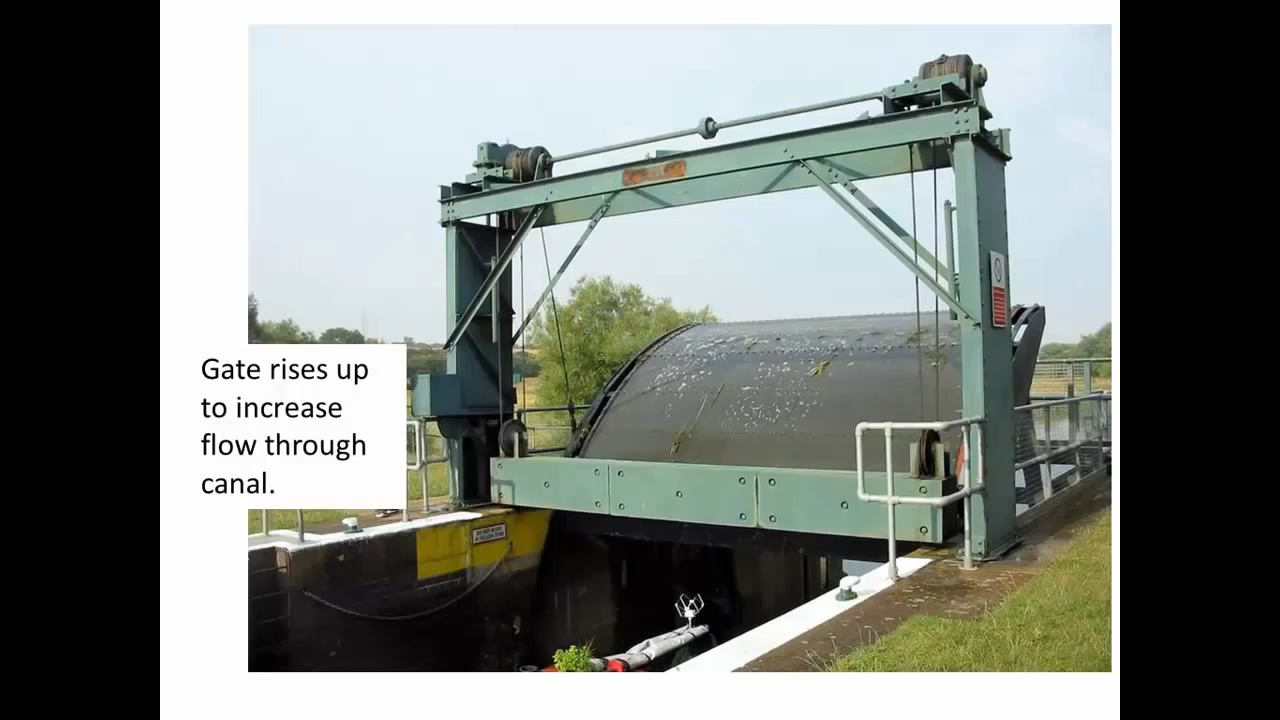 Gate rises up
to increase
flow through
canal.